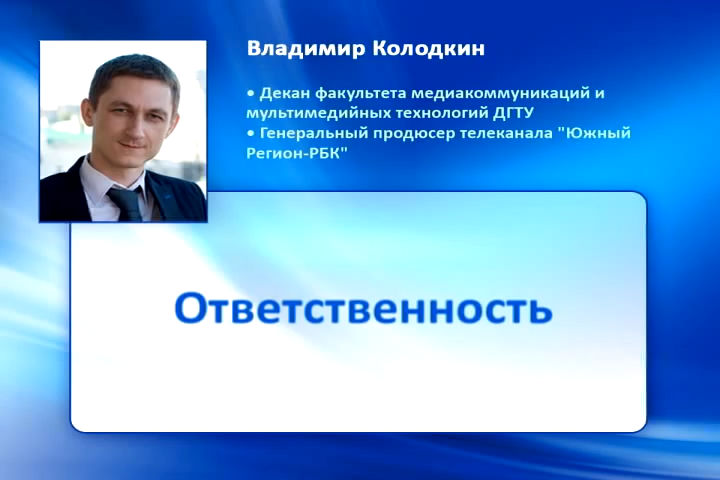 Владимир Колодкин
• Декан факультета медиакоммуникаций и
мультимедийных технологий ДГТУ
• Генеральный продюсер телеканала "Южный
Регион-РБК"
Ответственность